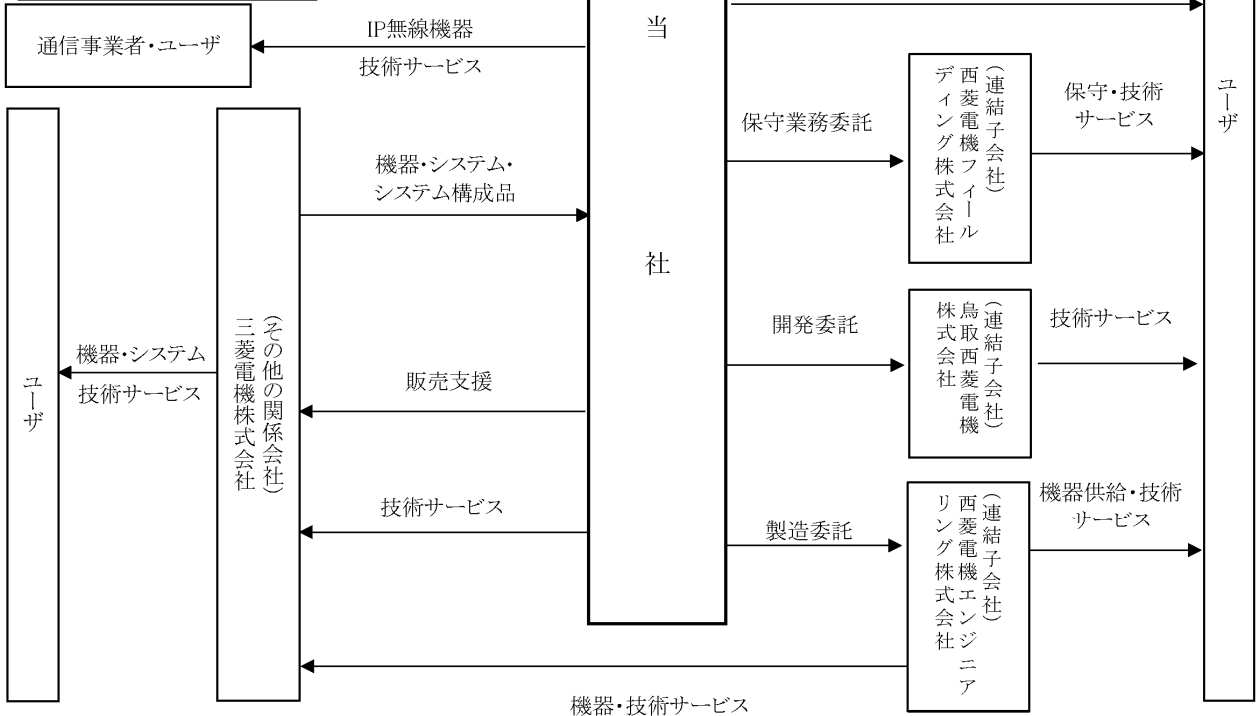 通信事業者・ユーザ
IP無線機器
技術サービス
当社
ユーザ
機器・システム
技術サービス
(その他の関係会社)
三菱電機株式会社
機器・システム・
システム構成品
販売支援
技術サービス
保守業務委託
(連結子会社)
西菱電機フィール
ディング株式会社
保守・技術
サービス
開発委託
(連結子会社)
鳥取西菱電機
株式会社
技術サービス
製造委託
(連結子会社)
西菱電機エンジニア
リング株式会社
機器供給・技術
サービス
ユーザ
機器・技術サービス